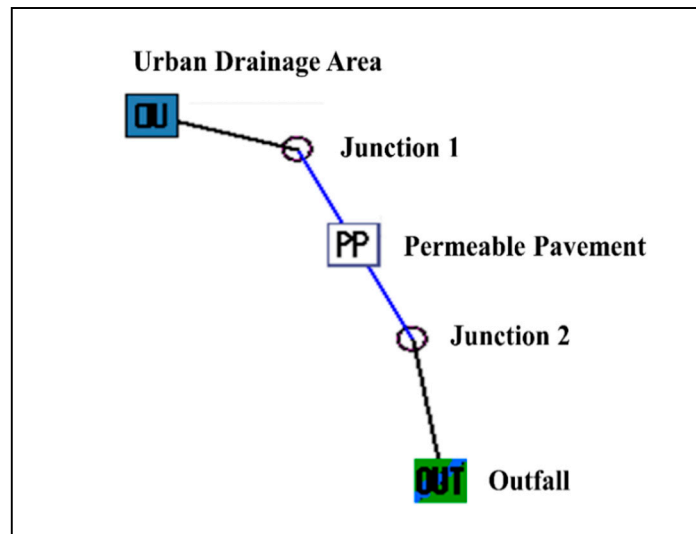 Urban Drainage Area
OU
Junction 1
PP
Permeable Pavement
Junction 2
OUT
Outfall